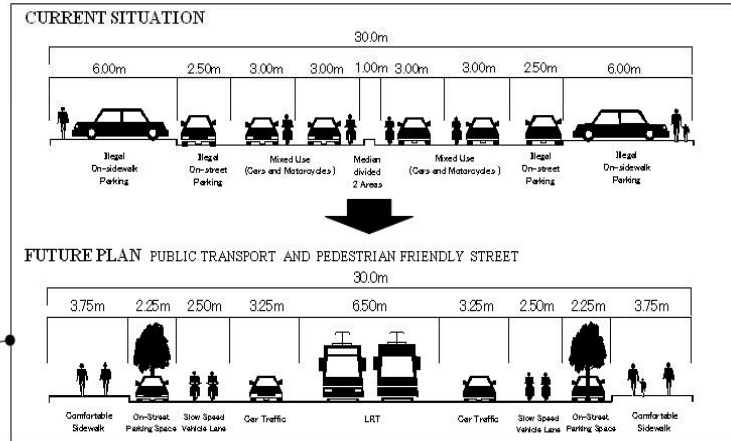 CURRENT SITUATION
30.0m
6.00m 2.50m 3.00m 3.00m 1.00m 3.00m 3.00m 2.50m 6.00m
Illegal
On-sidewalk
Parking
Illegal
On-street
Parking
Mixed Use
(Cars and Motorcycles)
Median
divided
2 Areas
Mixed Use
(Cars and Motorcycles)
Illegal
On-street
Parking
Illegal
On-sidewalk
Parking
FUTURE PLAN PUBLIC TRANSPORT AND PEDESTRIAN FRIENDLY STREET
30.0m
3.75m 2.25m 2.50m 3.25m 6.50m 3.25m 2.50m 2.25m 3.75m
Comfartable
Sidewalk
On-Street
Parking Space
Slow Speed
Vehicle Lane
Car Traffic
LRT
Car Traffic
Slow Speed
Vehicle Lane
On-Street
Parking Space
Comfartable
Sidewalk